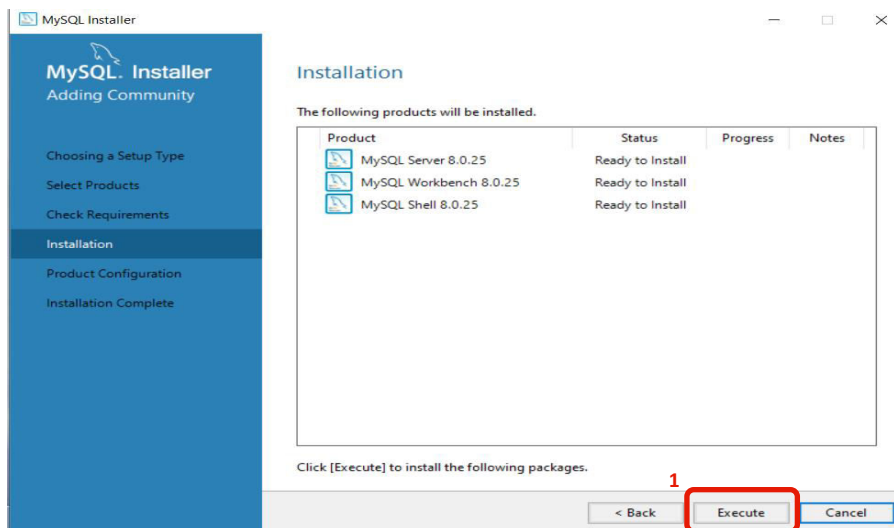 MySQL Installer
MySQL. Installer
Adding Community
Choosing a Setup Type
Select Products
Check Requirements
Installation
Product Configuration
Installation Complete
Installation
The following products will be installed.
Product Status Progress Notes
MySQL Server 8.0.25 Ready to Install
MySQL Workbench 8.0.25 Ready to Install
MySQL Shell 8.0.25 Ready to Install
Click [Execute] to install the following packages.
1
< Back Execute Cancel